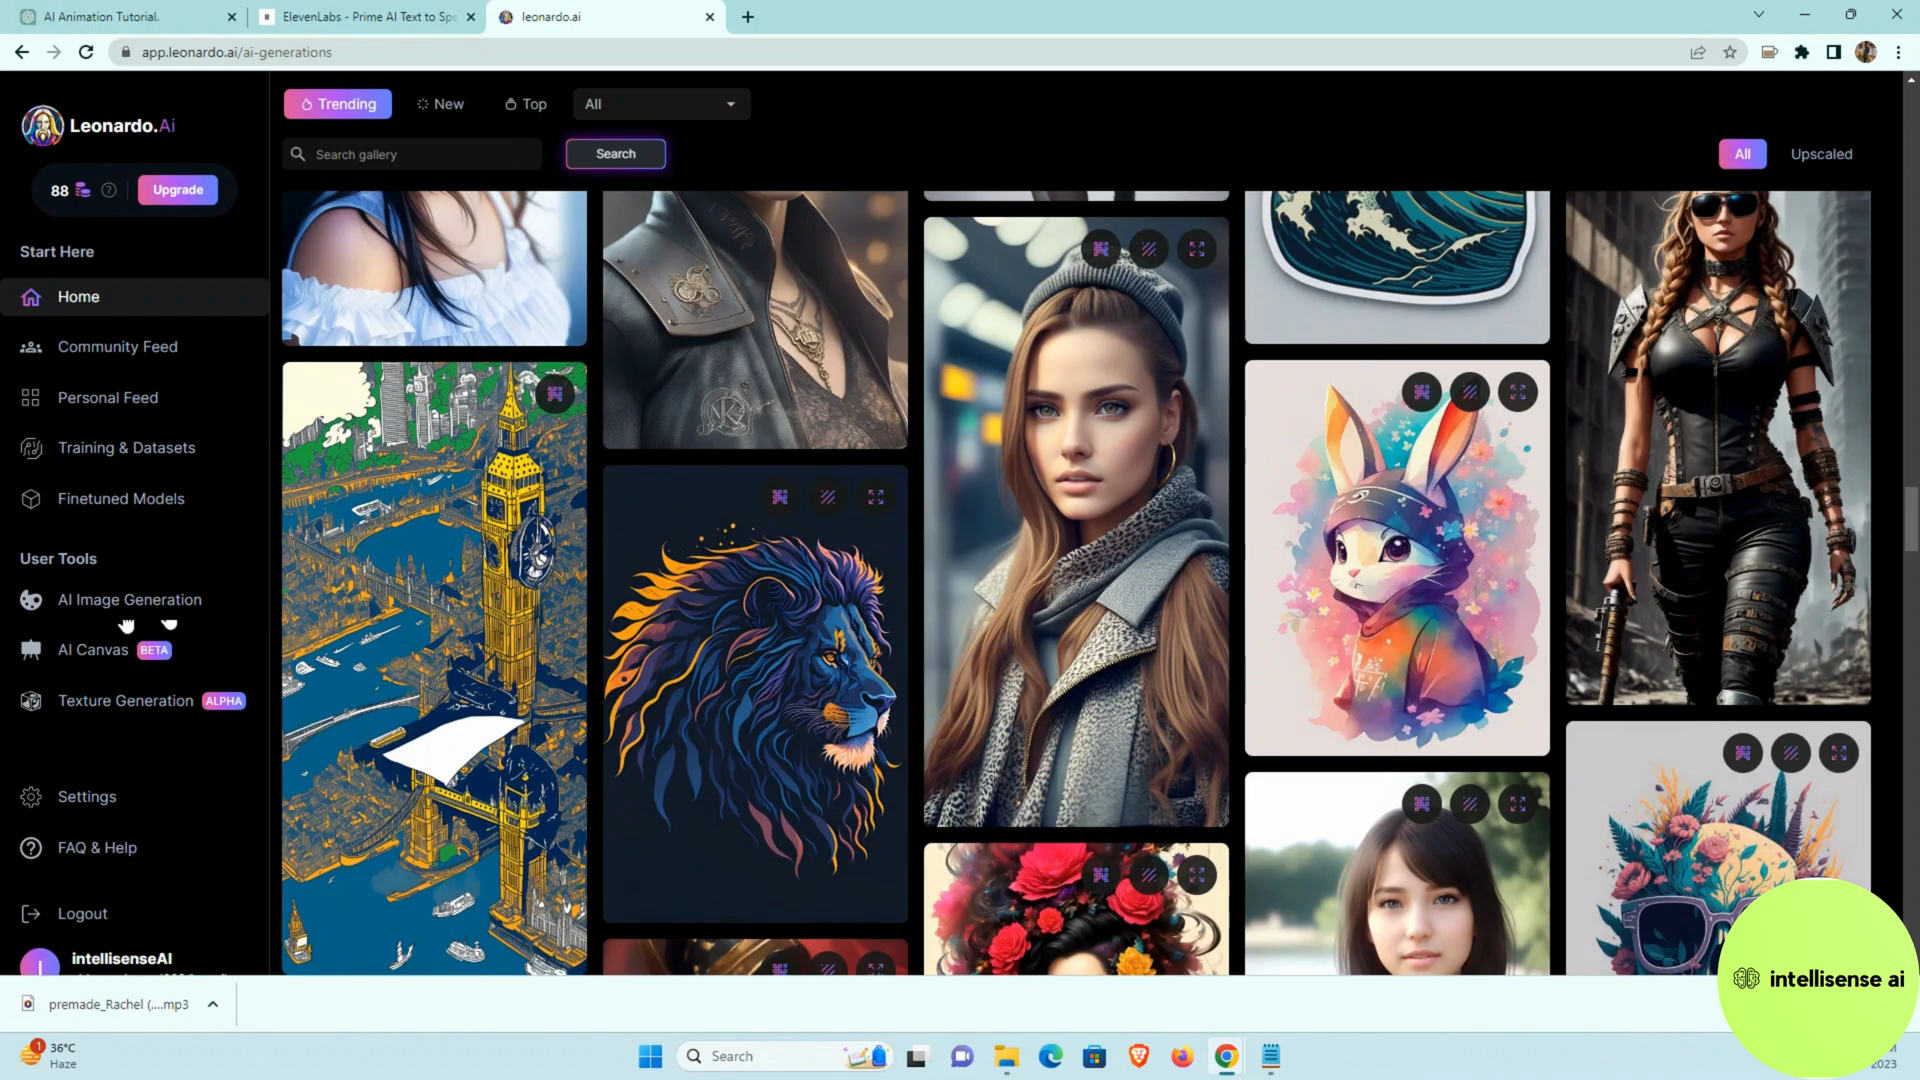 AI Animation Tutorial.
ElevenLabs - Prime AI Text to Spe
leonardo.ai
app.leonardo.ai/ai-generations
Leonardo.Ai
88
Upgrade
Start Here
Home
Community Feed
Personal Feed
Training & Datasets
Finetuned Models
User Tools
AI Image Generation
AI Canvas BETA
Texture Generation ALPHA
Settings
FAQ & Help
Logout
intellisenseAI
Trending
New
Top
All
Search gallery
Search
All
Upscaled
intellisense ai
premade_Rachel (....mp3
1
36°C
Haze
Search
2023